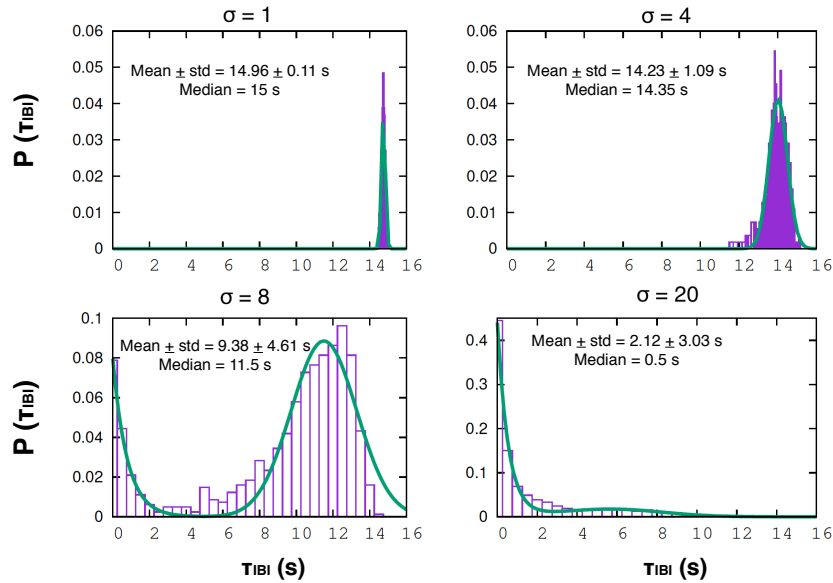 σ = 1
σ = 4
P (τIBI)
0.06
0.05
0.04
0.03
0.02
0.01
0
Mean ± std = 14.96 ± 0.11 s
Median = 15 s
0 2 4 6 8 10 12 14 16
0.06
0.05
0.04
0.03
0.02
0.01
0
Mean ± std = 14.23 ± 1.09 s
Median = 14.35
0 2 4 6 8 10 12 14 16
σ = 8
σ = 20
P (τIBI)
0.1
0.08
0.06
0.04
0.02
0
Mean ± std = 9.38 ± 4.61 s
Median = 11.5 s
0 2 4 6 8 10 12 14 16
τIBI (s)
0.4
0.3
0.2
0.1
0
Mean ± std = 2.12 ± 3.03 s
Median = 0.5 s
0 2 4 6 8 10 12 14 16
τIBI (s)